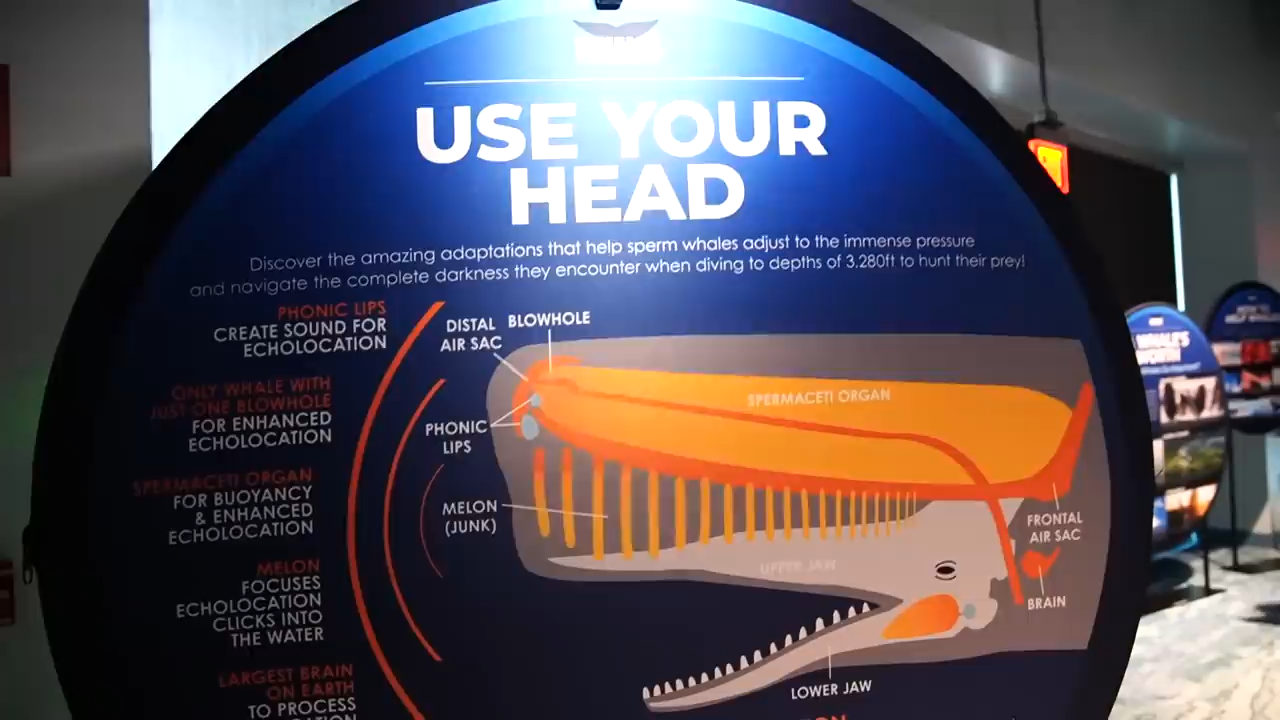 USE YOUR
HEAD
Discover the amazing adaptations that help sperm whales adjust to the immense pressure
and navigate the complete darkness they encounter when diving to depths of 3,280ft to hunt their prey!
PHONIC LIPS
CREATE SOUND FOR
ECHOLOCATION
ONLY WHALE WITH
JUST ONE BLOWHOLE
FOR ENHANCED
ECHOLOCATION
SPERMACETI ORGAN
FOR BUOYANCY
& ENHANCED
ECHOLOCATION
MELON
FOCUSES
ECHOLOCATION
CLICKS INTO
THE WATER
LARGEST BRAIN
ON EARTH
TO PROCESS
DISTAL
AIR SAC
BLOWHOLE
PHONIC
LIPS
MELON
(JUNK)
SPERMACETI ORGAN
UPPER JAW
FRONTAL
AIR SAC
BRAIN
LOWER JAW